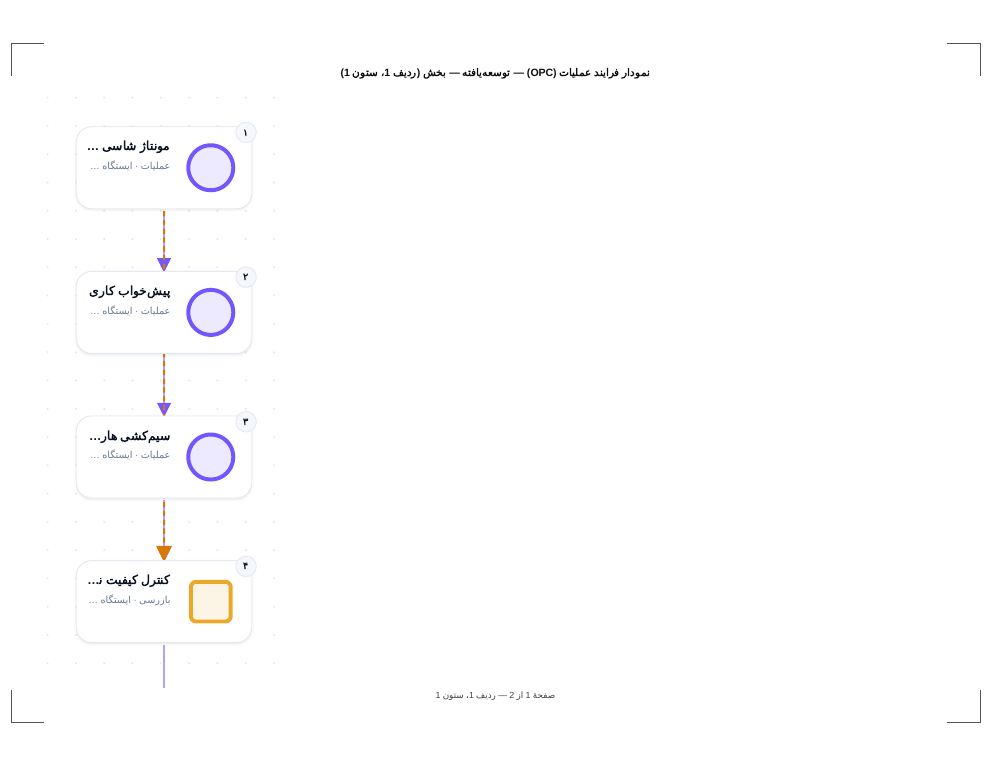 نمودار فرایند عملیات (OPC) — توسعه‌یافته — بخش (ردیف 1، ستون 1)
۱
مونتاژ شاسی ...
عملیات · ایستگاه ...
۲
پیش‌خواب کاری
عملیات · ایستگاه ...
۳
سیم‌کشی هار...
عملیات · ایستگاه ...
۴
کنترل کیفیت ن...
بازرسی · ایستگاه ...
صفحهٔ 1 از 2 — ردیف 1، ستون 1